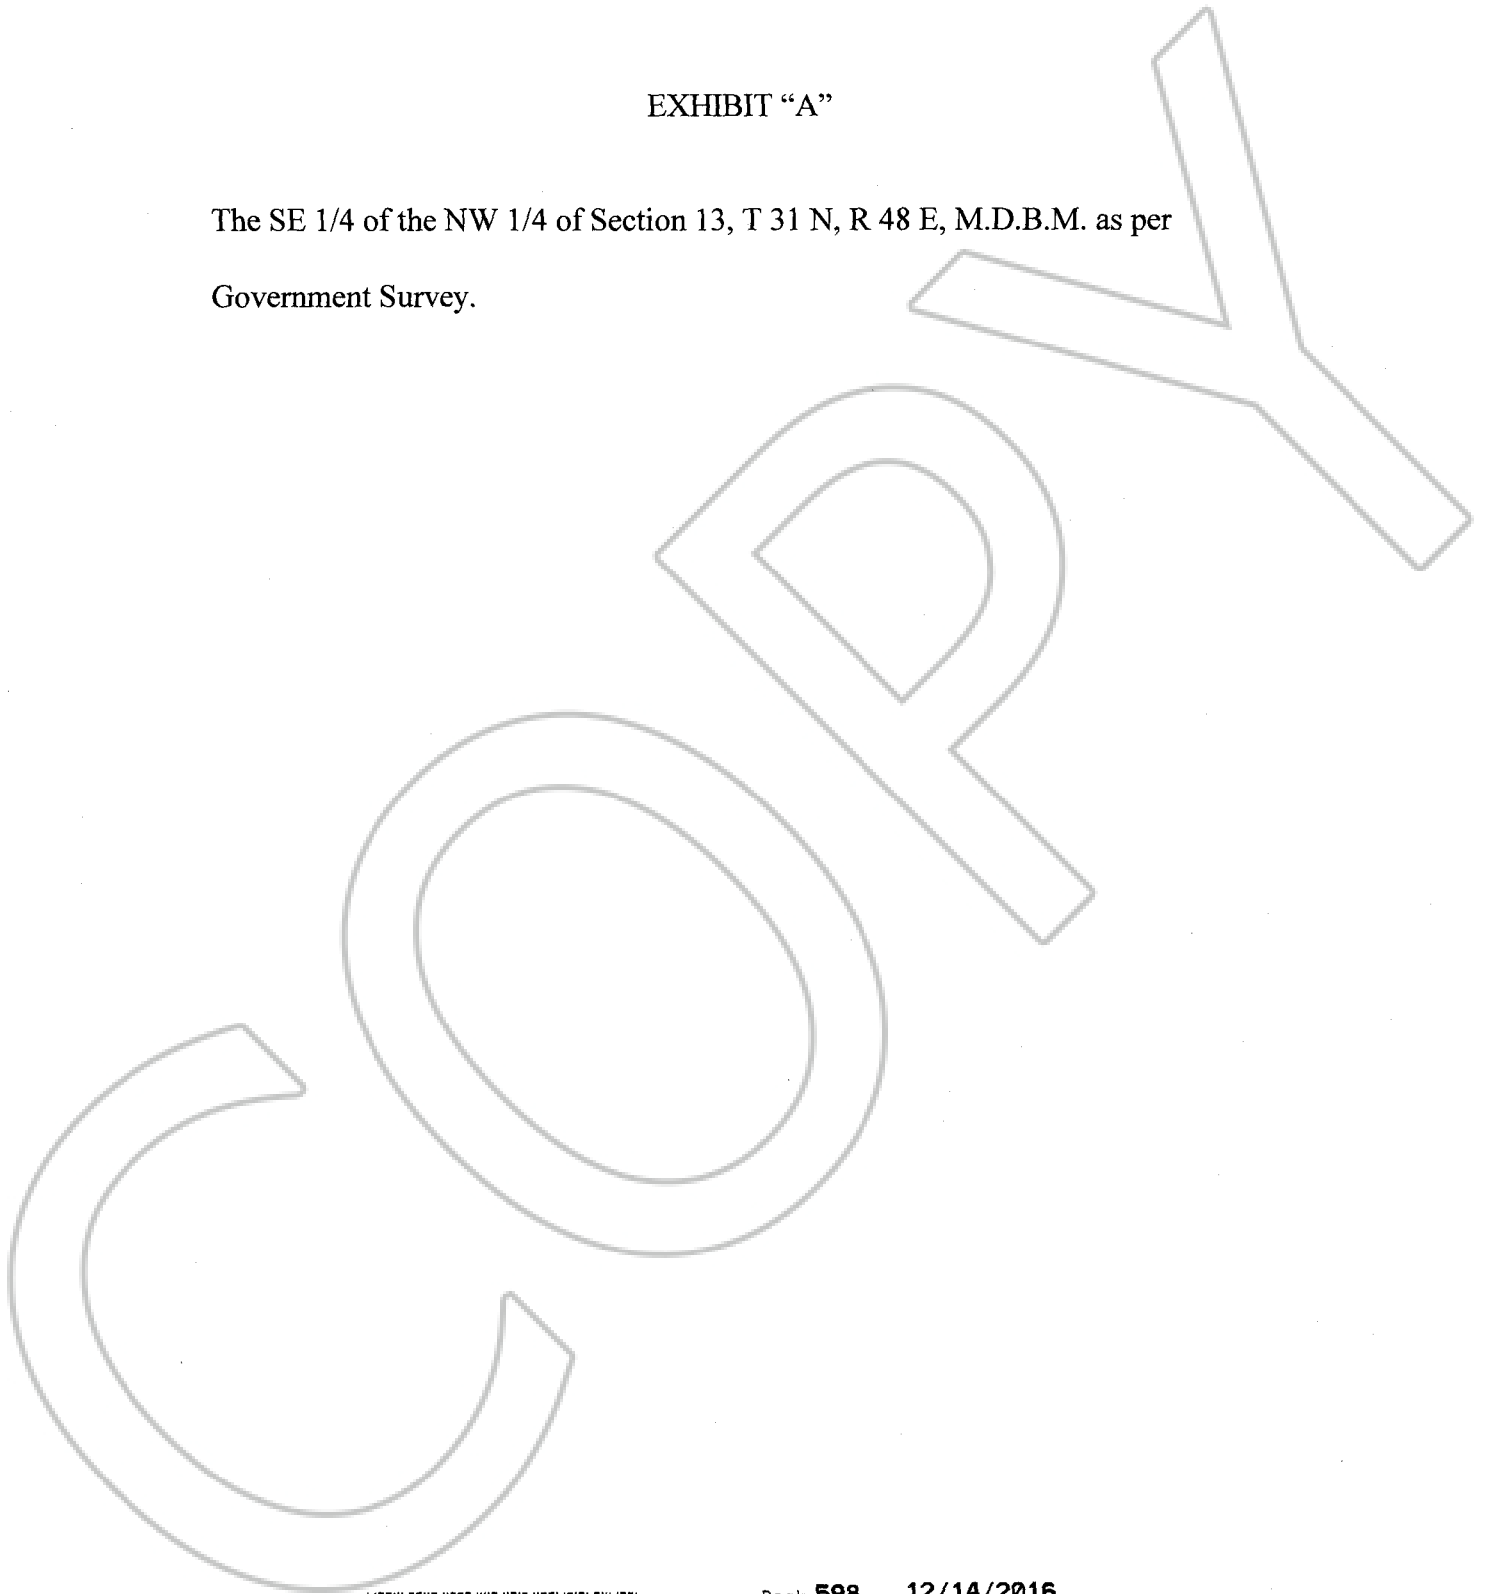 EXHIBIT “A”
The SE 1/4 of the NW 1/4 of Section 13, T 31 N, R 48 E, M.D.B.M. as per
Government Survey.
COPY
598 12/14/2016